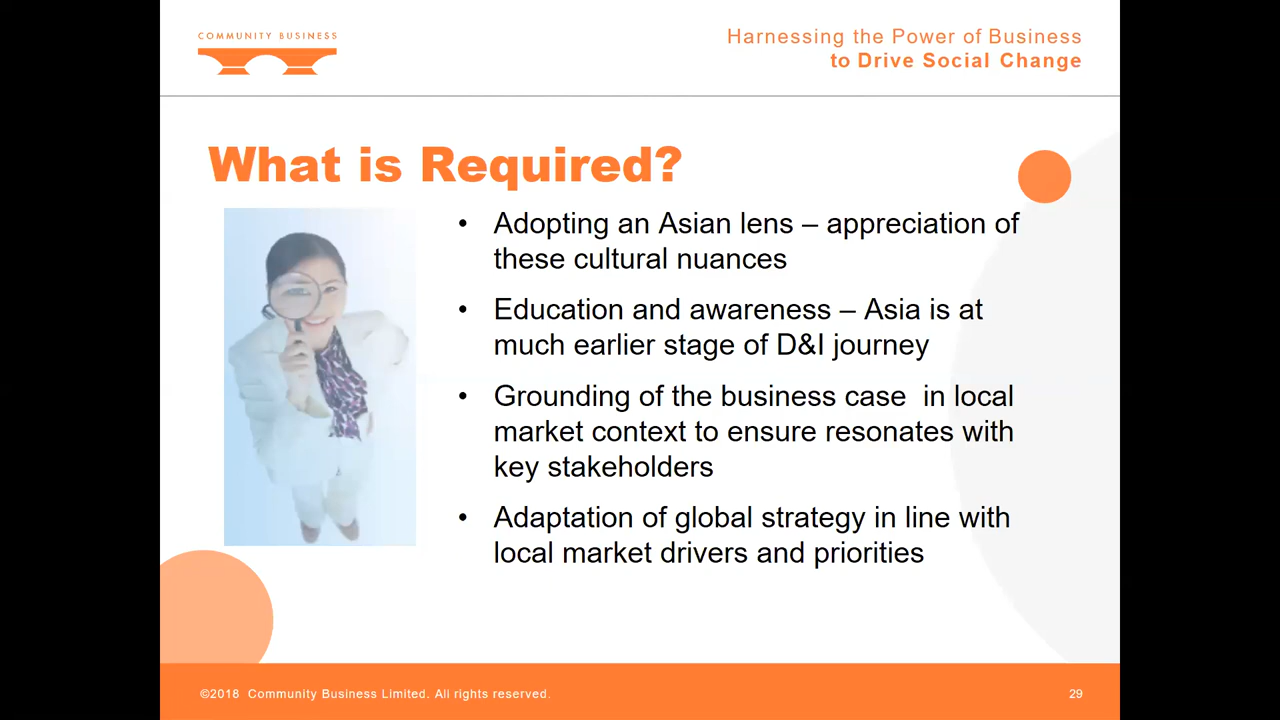 COMMUNITY BUSINESS
Harnessing the Power of Business
to Drive Social Change
What is Required?
• Adopting an Asian lens – appreciation of
these cultural nuances
• Education and awareness – Asia is at
much earlier stage of D&I journey
• Grounding of the business case  in local
market context to ensure resonates with
key stakeholders
• Adaptation of global strategy in line with
local market drivers and priorities
©2018  Community Business Limited. All rights reserved.
29